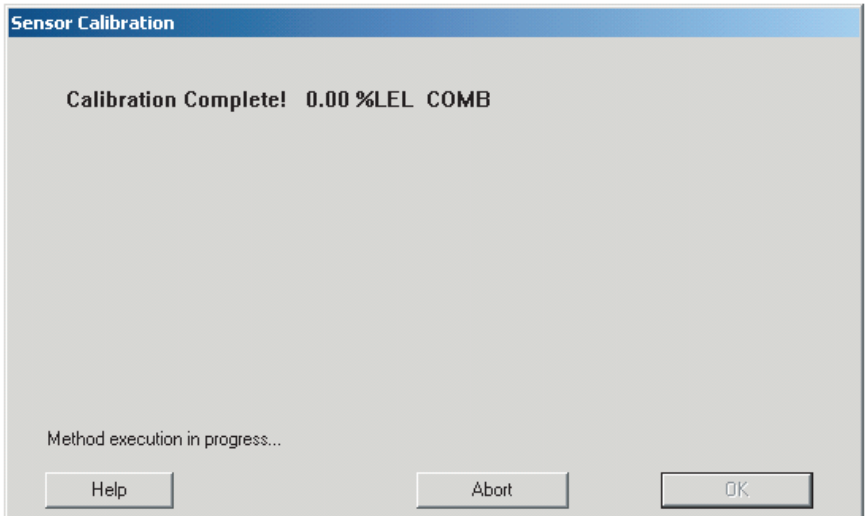 Sensor Calibration
Calibration Complete! 0.00 %LEL COMB
Method execution in progress...
Help Abort OK